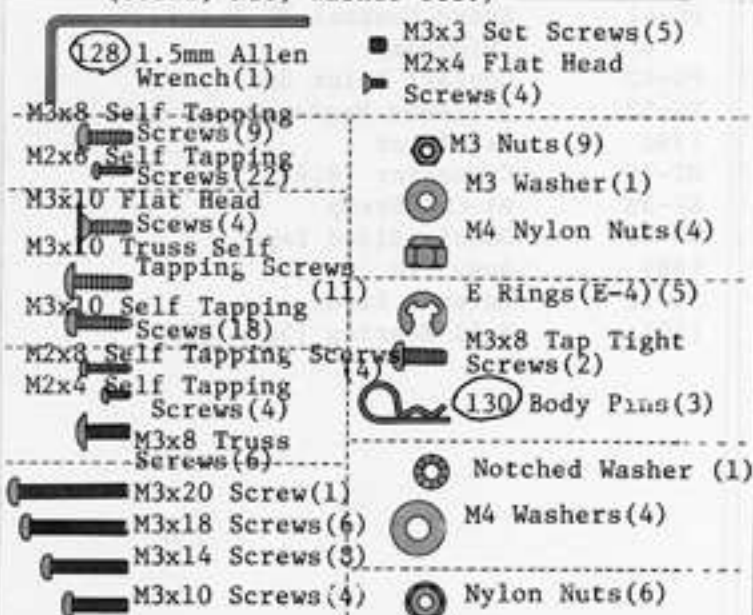 128 1.5mm Allen
Wrench(1)
M3x8 Self Tapping
Screws(9)
M2x6 Self Tapping
Screws(22)
M3x10 Flat Head
Scews(4)
M3x10 Truss Self
Tapping Screws
(11)
M3x10 Self Tapping
Scews(18)
M2x8 Self Tapping Scerws
(4)
M2x4 Self Tapping
Screws(4)
M3x8 Truss
Screws(6)
M3x20 Screw(1)
M3x18 Screws(6)
M3x14 Screws(8)
M3x10 Screws(4)
M3x3 Set Screws(5)
M2x4 Flat Head
Screws(4)
M3 Nuts(9)
M3 Washer(1)
M4 Nylon Nuts(4)
E Rings(E-4)(5)
M3x8 Tap Tight
Screws(2)
130 Body Pins(3)
Notched Washer (1)
M4 Washers(4)
Nylon Nuts(6)